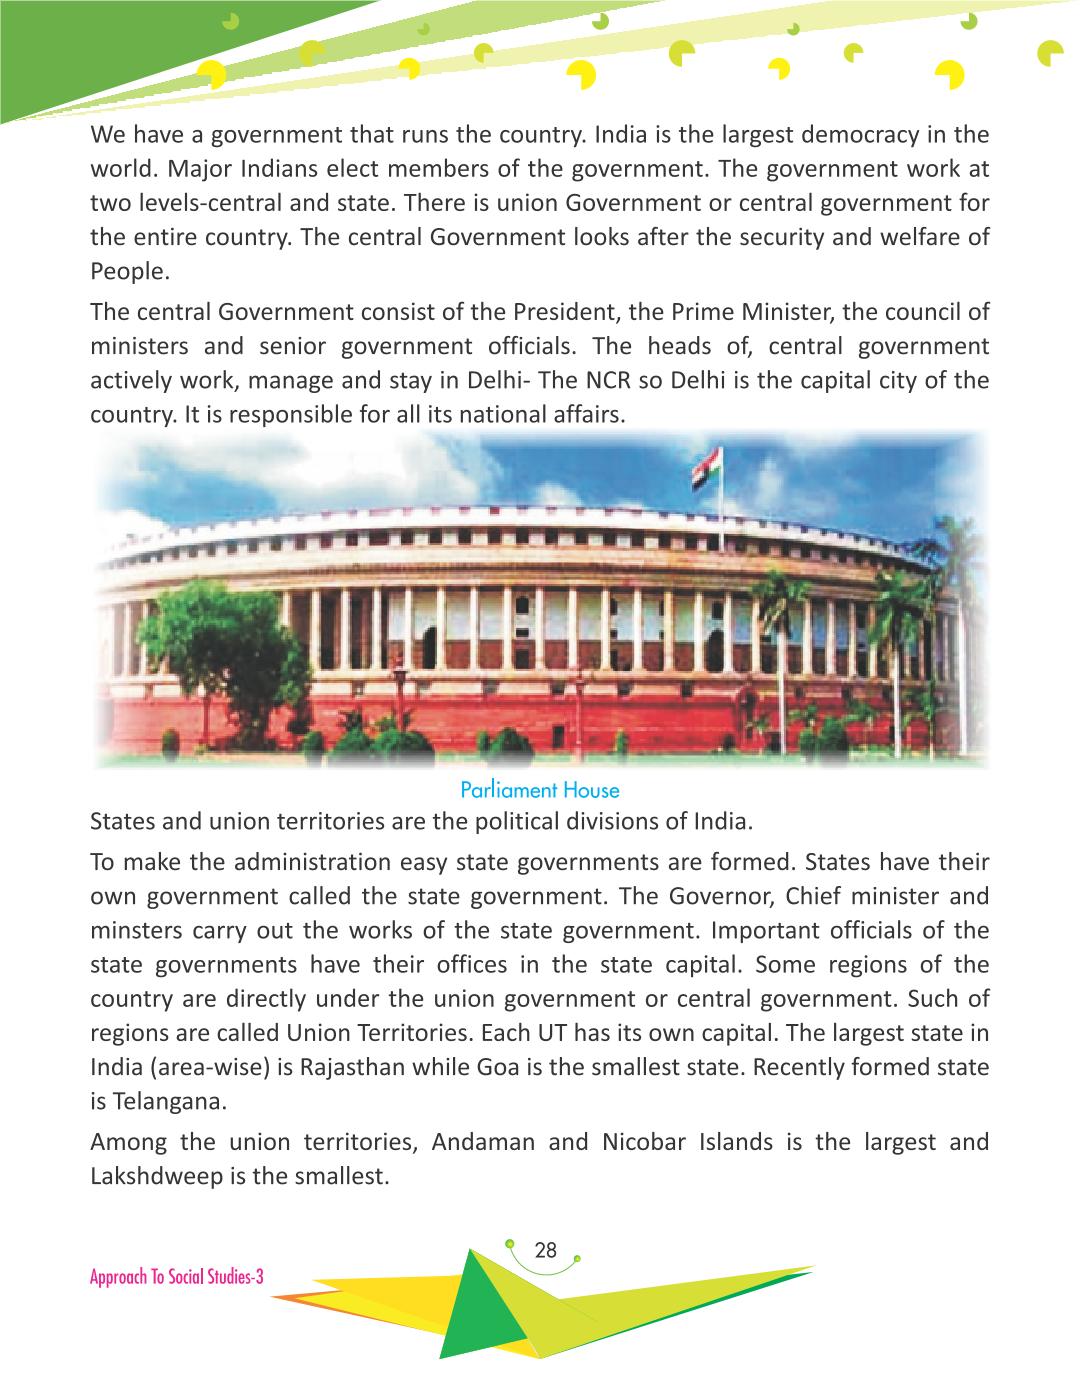 We have a government that runs the country. India is the largest democracy in the
world. Major Indians elect members of the government. The government work at
two levels-central and state. There is union Government or central government for
the entire country. The central Government looks after the security and welfare of
People.
The central Government consist of the President, the Prime Minister, the council of
ministers and senior government officials. The heads of, central government
actively work, manage and stay in Delhi- The NCR so Delhi is the capital city of the
country. It is responsible for all its national affairs.
Parliament House
States and union territories are the political divisions of India.
To make the administration easy state governments are formed. States have their
own government called the state government. The Governor, Chief minister and
minsters carry out the works of the state government. Important officials of the
state governments have their offices in the state capital. Some regions of the
country are directly under the union government or central government. Such of
regions are called Union Territories. Each UT has its own capital. The largest state in
India (area-wise) is Rajasthan while Goa is the smallest state. Recently formed state
is Telangana.
Among the union territories, Andaman and Nicobar Islands is the largest and
Lakshdweep is the smallest.
28
Approach To Social Studies-3